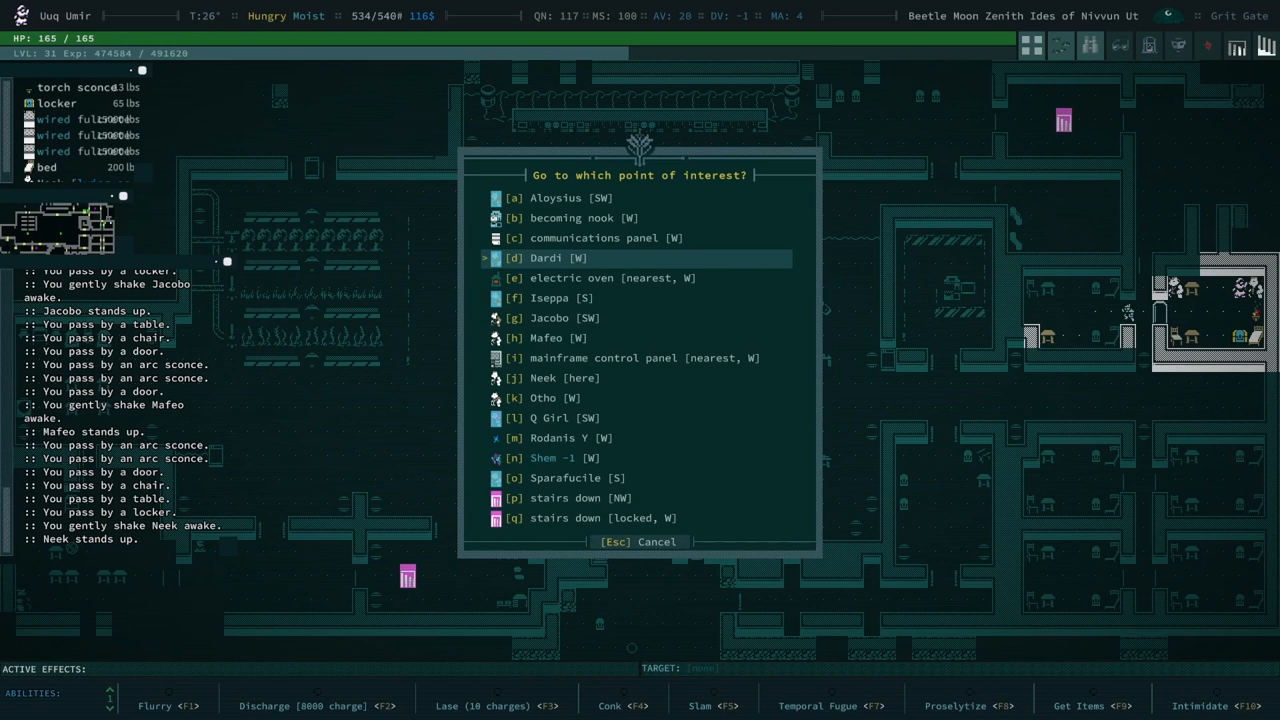 Uuq Umir T:26° Hungry Moist 534/540# 116$ QN: 117 MS: 100 AV: 20 DV: -1 MA: 4 Beetle Moon Zenith Ides of Nivvun Ut Grit Gate
HP: 165 / 165
LVL: 31 Exp: 474584 / 491620
torch sconce 13 lbs
locker 65 lbs
wired
wired
wired
bed 200 lb
:: You pass by a locker.
:: You gently shake Jacobo
awake.
:: Jacobo stands up.
:: You pass by a table.
:: You pass by a chair.
:: You pass by a door.
:: You pass by an arc sconce.
:: You pass by an arc sconce.
:: You pass by a door.
:: You gently shake Mafeo
awake.
:: Mafeo stands up.
:: You pass by an arc sconce.
:: You pass by an arc sconce.
:: You pass by a door.
:: You pass by a chair.
:: You pass by a table.
:: You pass by a locker.
:: You gently shake Neek awake.
:: Neek stands up.
Go to which point of interest?
[a] Aloysius [SW]
[b] becoming nook [W]
[c] communications panel [W]
> [d] Dardi [W]
[e] electric oven [nearest, W]
[f] Iseppa [S]
[g] Jacobo [SW]
[h] Mafeo [W]
[i] mainframe control panel [nearest, W]
[j] Neek [here]
[k] Otho [W]
[l] Q Girl [SW]
[m] Rodanis Y [W]
[n] Shem -1 [W]
[o] Sparafucile [S]
[p] stairs down [NW]
[q] stairs down [locked, W]
[Esc] Cancel
ACTIVE EFFECTS: TARGET: [none]
ABILITIES: 1 Flurry <F1> Discharge [8000 charge] <F2> Lase (10 charges) <F3> Conk <F4> Slam <F5> Temporal Fugue <F7> Proselytize <F8> Get Items <F9> Intimidate <F10>